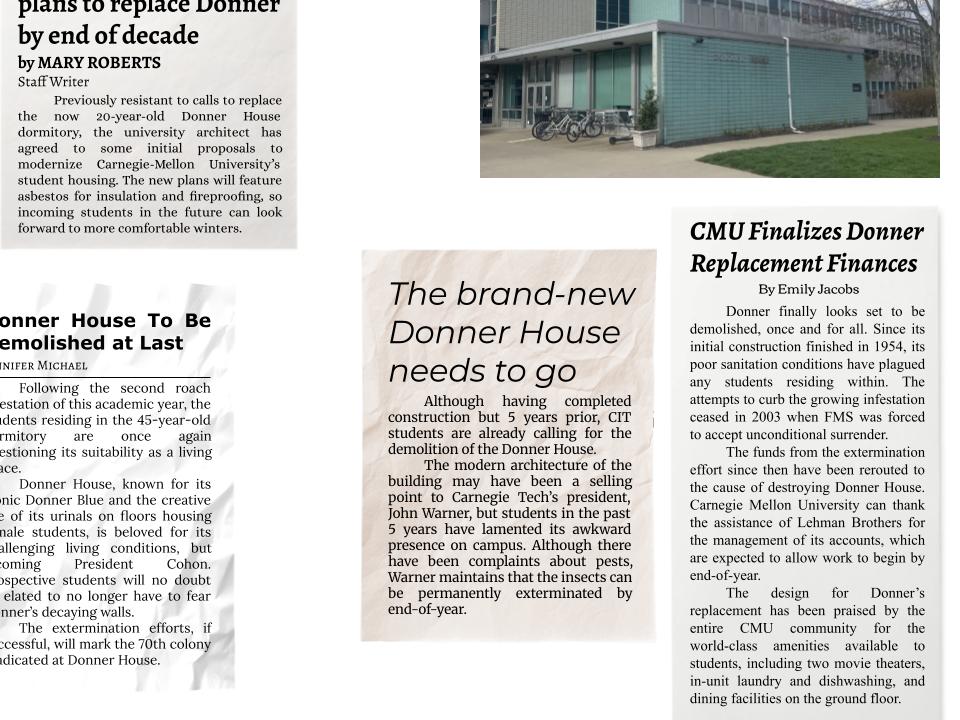 plans to replace Donner
by end of decade
by MARY ROBERTS
Staff Writer
Previously resistant to calls to replace
the now 20-year-old Donner House
dormitory, the university architect has
agreed to some initial proposals to
modernize Carnegie-Mellon University's
student housing. The new plans will feature
asbestos for insulation and fireproofing, so
incoming students in the future can look
forward to more comfortable winters.
onner House To Be
emolished at Last
NNIFER MICHAEL
Following the second roach
estation of this academic year, the
udents residing in the 45-year-old
rmitory are once again
estioning its suitability as a living
ace.
Donner House, known for its
onic Donner Blue and the creative
e of its urinals on floors housing
male students, is beloved for its
allenging living conditions, but
coming President Cohon.
ospective students will no doubt
elated to no longer have to fear
onner's decaying walls.
The extermination efforts, if
ccessful, will mark the 70th colony
adicated at Donner House.
The brand-new
Donner House
needs to go
Although having completed
construction but 5 years prior, CIT
students are already calling for the
demolition of the Donner House.
The modern architecture of the
building may have been a selling
point to Carnegie Tech's president,
John Warner, but students in the past
5 years have lamented its awkward
presence on campus. Although there
have been complaints about pests,
Warner maintains that the insects can
be permanently exterminated by
end-of-year.
CMU Finalizes Donner
Replacement Finances
By Emily Jacobs
Donner finally looks set to be
demolished, once and for all. Since its
initial construction finished in 1954, its
poor sanitation conditions have plagued
any students residing within. The
attempts to curb the growing infestation
ceased in 2003 when FMS was forced
to accept unconditional surrender.
The funds from the extermination
effort since then have been rerouted to
the cause of destroying Donner House.
Carnegie Mellon University can thank
the assistance of Lehman Brothers for
the management of its accounts, which
are expected to allow work to begin by
end-of-year.
The design for Donner's
replacement has been praised by the
entire CMU community for the
world-class amenities available to
students, including two movie theaters,
in-unit laundry and dishwashing, and
dining facilities on the ground floor.